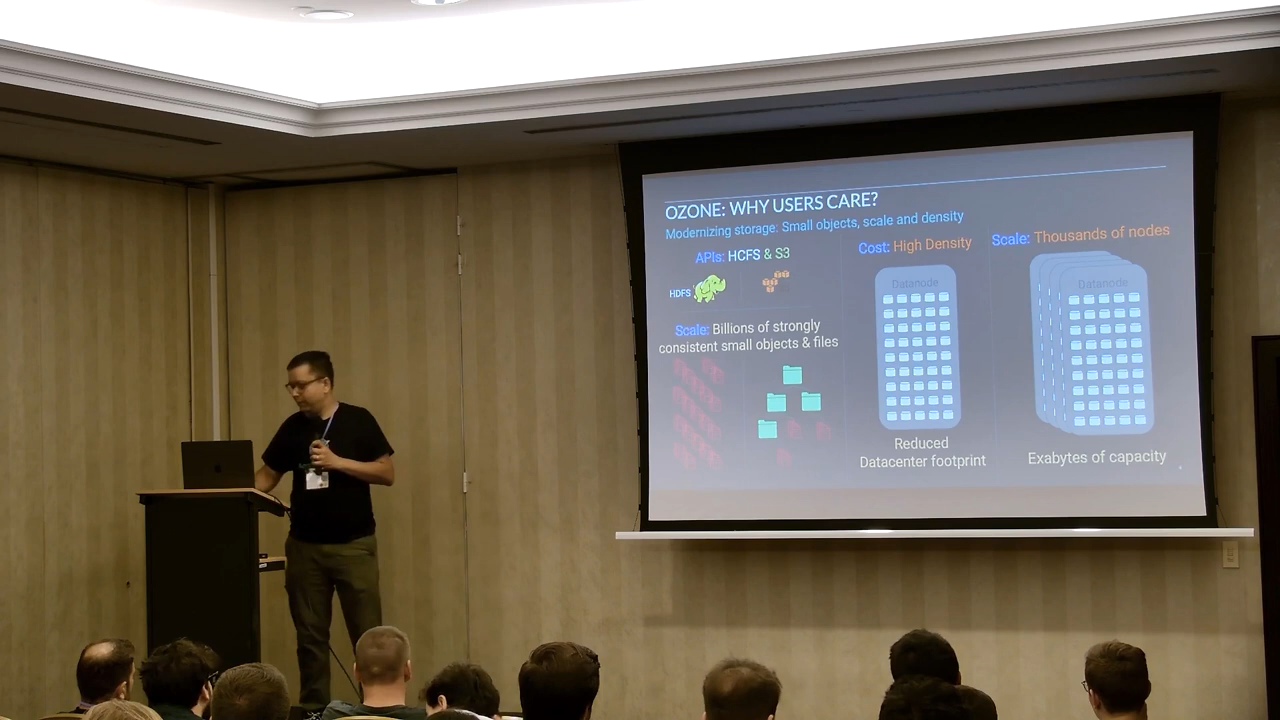 OZONE: WHY USERS CARE?
Modernizing storage: Small objects, scale and density
APIs: HCFS & S3
HDFS
Scale: Billions of strongly
consistent small objects & files
Cost: High Density
Datanode
Reduced
Datacenter footprint
Scale: Thousands of nodes
Datanode
Exabytes of capacity